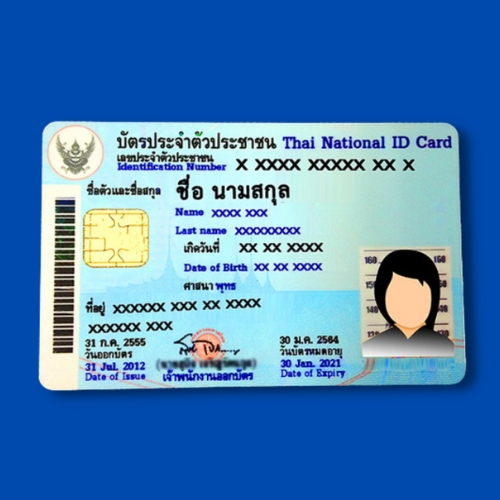 บัตรประจำตัวประชาชน Thai National ID Card
เลขประจำตัวประชาชน
Identification Number X XXXX XXXXX XX X
ชื่อตัวและชื่อสกุล ชื่อ นามสกุล
Name XXXX XXX
Last name XXXXXXXXX
เกิดวันที่ XX XX XXXX
Date of Birth XX XX XXXX
ศาสนา พุทธ
ที่อยู่ XXXXXXX XXX XX XXXX
XXXXXX XXX
31 ก.ค. 2555
วันออกบัตร
31 Jul. 2012
Date of Issue
เจ้าพนักงานออกบัตร
30 ม.ค. 2564
วันบัตรหมดอายุ
30 Jan. 2021
Date of Expiry
160 160
150 150